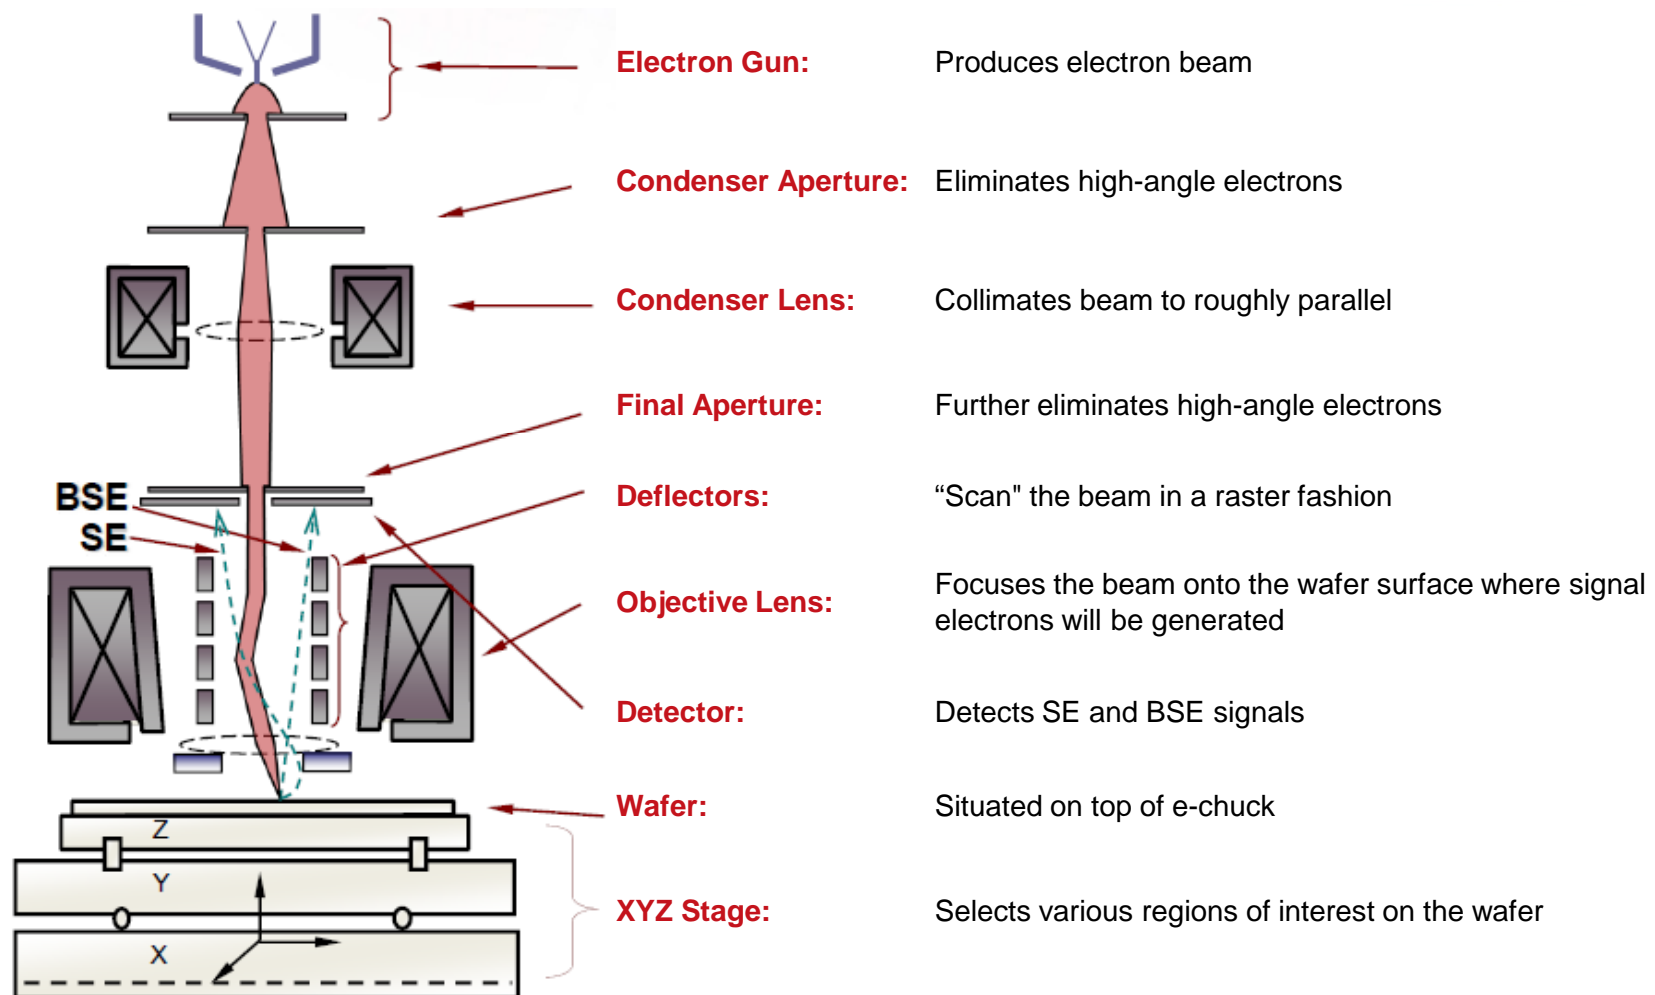 Electron Gun: Produces electron beam
Condenser Aperture: Eliminates high-angle electrons
Condenser Lens: Collimates beam to roughly parallel
Final Aperture: Further eliminates high-angle electrons
BSE
Deflectors: “Scan" the beam in a raster fashion
SE
Objective Lens: Focuses the beam onto the wafer surface where signal
electrons will be generated
Detector: Detects SE and BSE signals
Wafer: Situated on top of e-chuck
Z
Y
XYZ Stage: Selects various regions of interest on the wafer
X